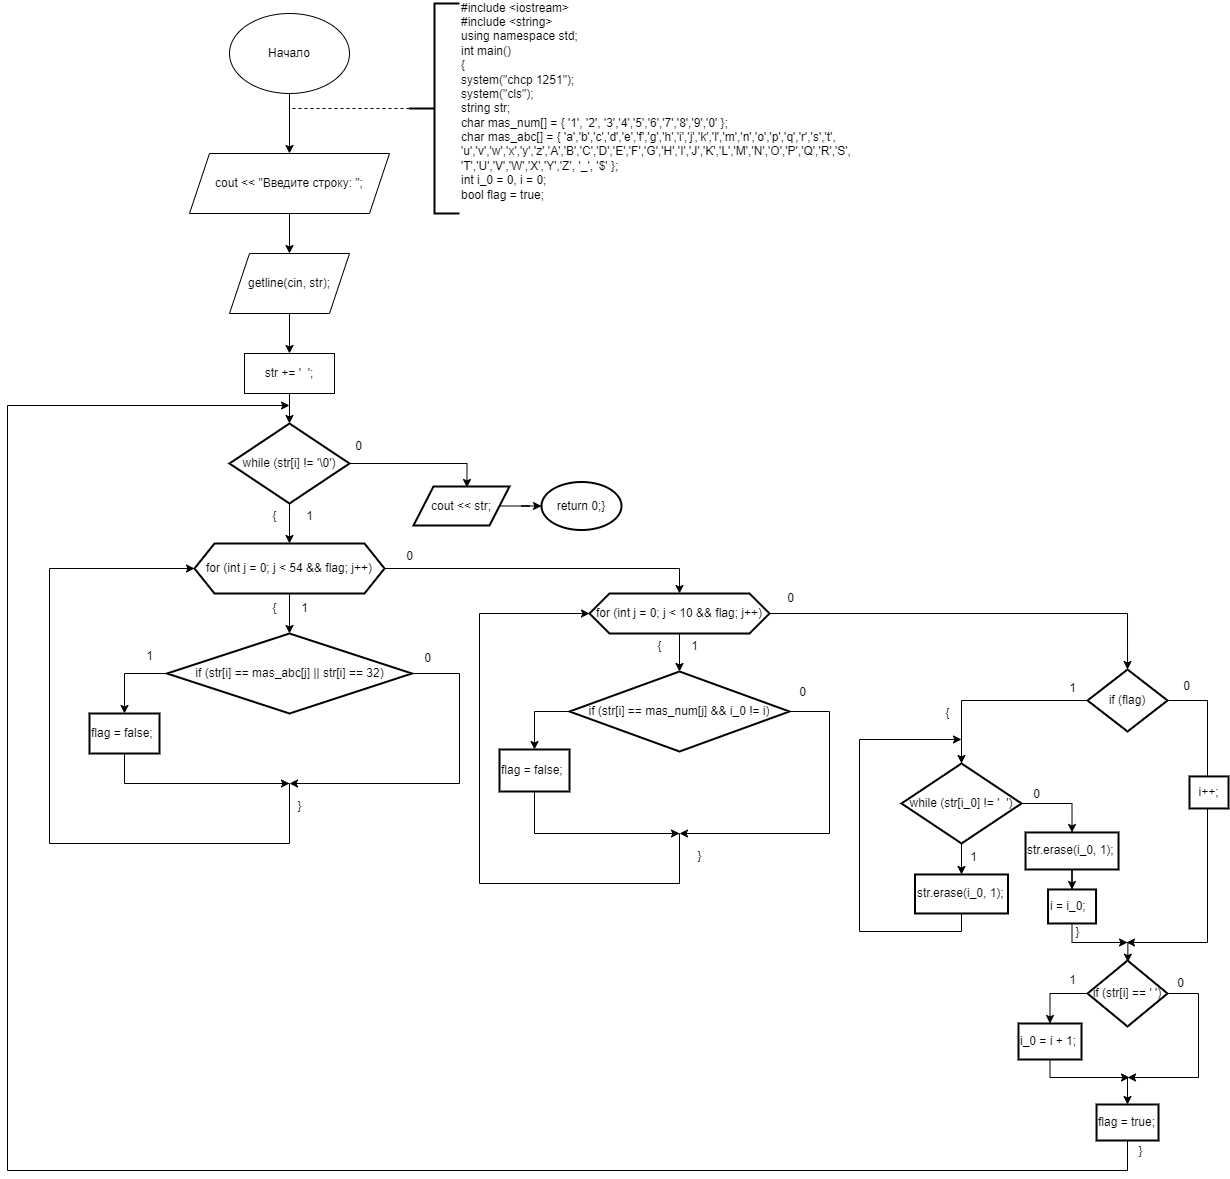 Начало
#include <iostream>
#include <string>
using namespace std;
int main()
{
system("chcp 1251");
system("cls");
string str;
char mas_num[] = { '1', '2', '3','4','5','6','7','8','9','0' };
char mas_abc[] = { 'a','b','c','d','e','f','g','h','i','j','k','l','m','n','o','p','q','r','s','t',
'u','v','w','x','y','z','A','B','C','D','E','F','G','H','I','J','K','L','M','N','O','P','Q','R','S',
'T','U','V','W','X','Y','Z', '_', '$' };
int i_0 = 0, i = 0;
bool flag = true;
cout << "Введите строку: ";
getline(cin, str);
str += ' ';
while (str[i] != '\0')
0
cout << str;
return 0;}
{ 1
for (int j = 0; j < 54 && flag; j++)
0
{ 1
if (str[i] == mas_abc[j] || str[i] == 32)
1
0
flag = false;
}
for (int j = 0; j < 10 && flag; j++)
0
{ 1
if (str[i] == mas_num[j] && i_0 != i)
0
flag = false;
}
if (flag)
1
0
{
i++;
while (str[i_0] != ' ')
0
1
str.erase(i_0, 1);
str.erase(i_0, 1);
i = i_0;
}
if (str[i] == ' ')
1
0
i_0 = i + 1;
flag = true;
}